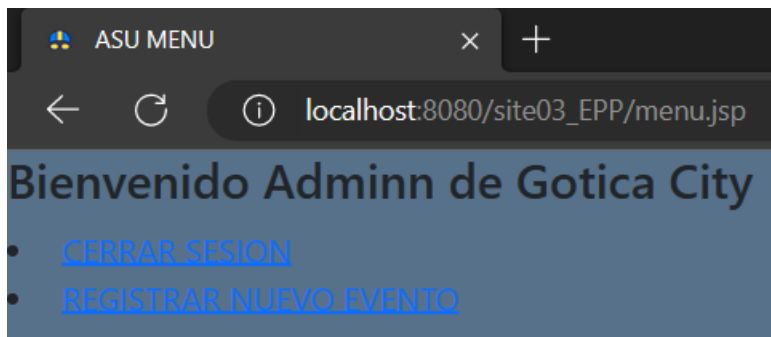 ASU MENU
localhost:8080/site03_EPP/menu.jsp
Bienvenido Adminn de Gotica City
CERRAR SESION
REGISTRAR NUEVO EVENTO